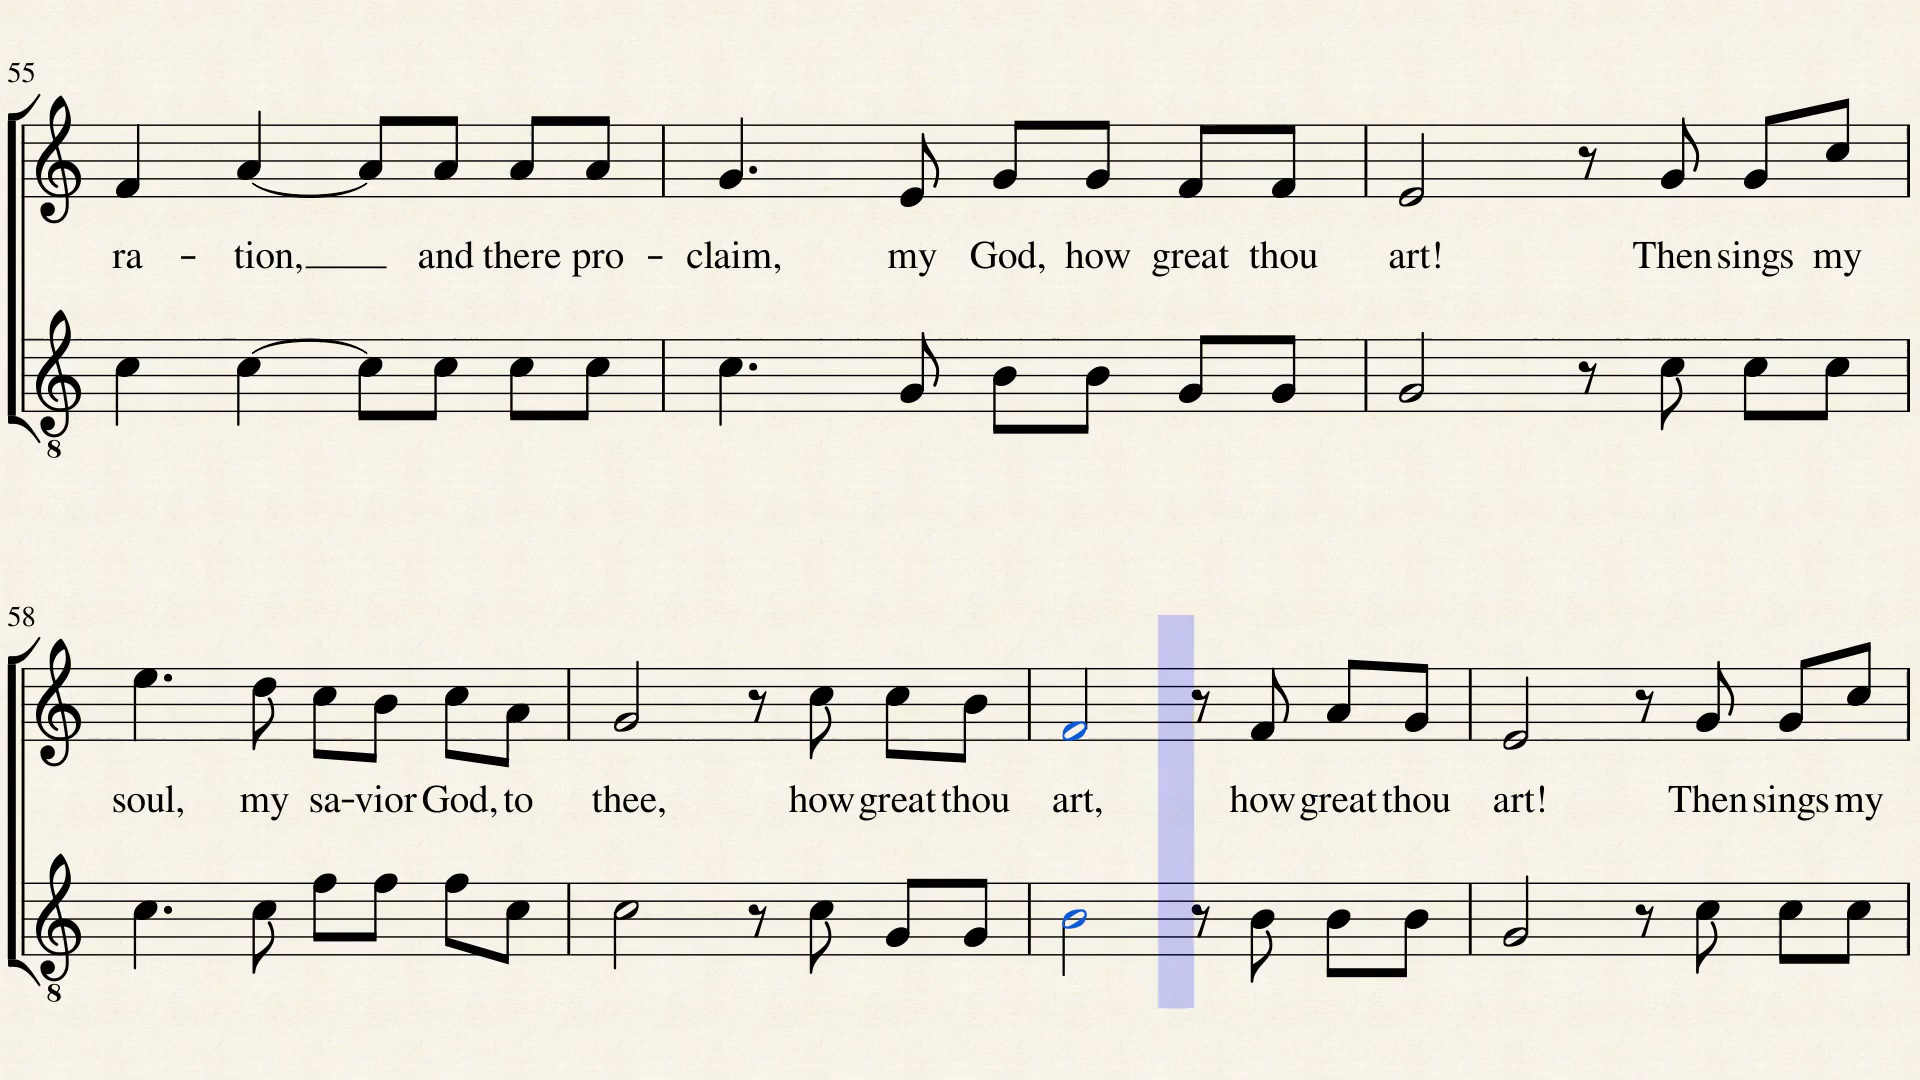 55
ra - tion, and there pro - claim, my God, how great thou art! Then sings my
8
58
soul, my sa-vior God, to thee, how great thou art, how great thou art! Then sings my
8